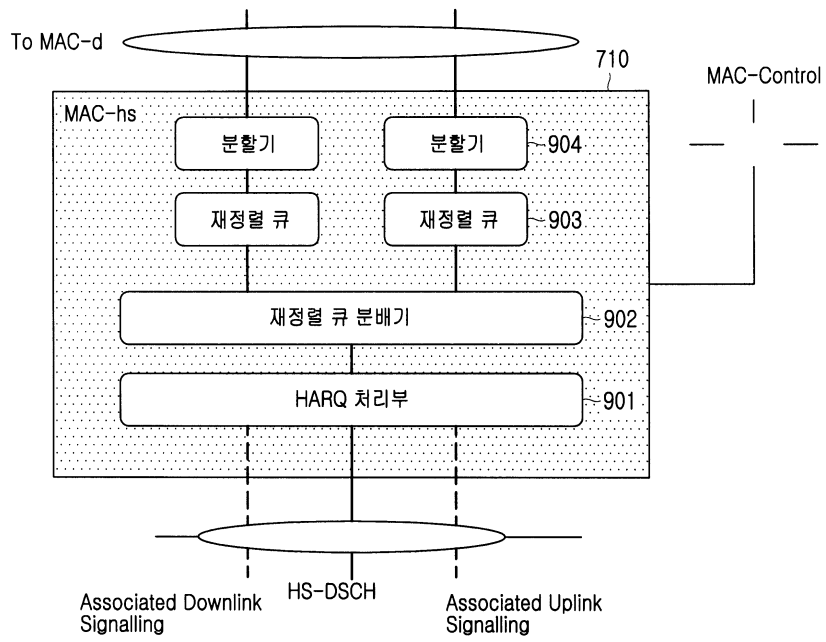 To MAC-d
710
MAC-Control
MAC-hs
분할기
분할기
904
재정렬 큐
재정렬 큐
903
재정렬 큐 분배기
902
HARQ 처리부
901
HS-DSCH
Associated Downlink
Signalling
Associated Uplink
Signalling